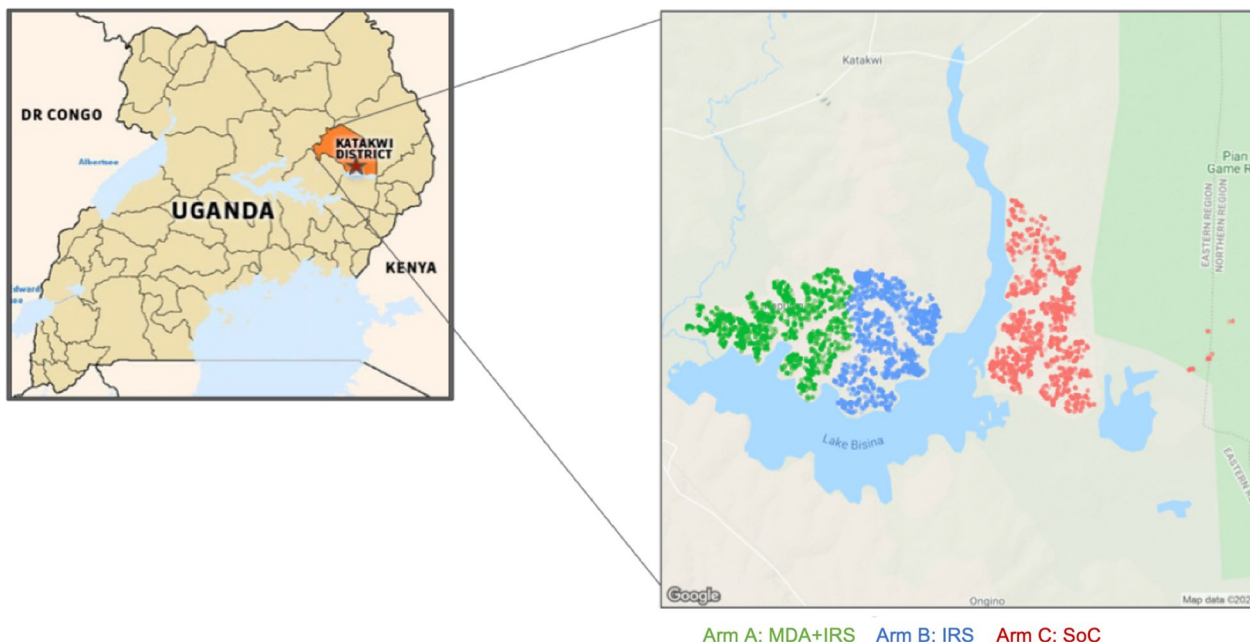 DR CONGO
KATAKWI
DISTRICT
Albertsee
UGANDA
KENYA
dward
Katakwi
Pian
Game R
EASTERN REGION
NORTHERN REGION
Lake Bisina
Ongino
Google
Map data ©202
Arm A: MDA+IRS Arm B: IRS Arm C: SoC